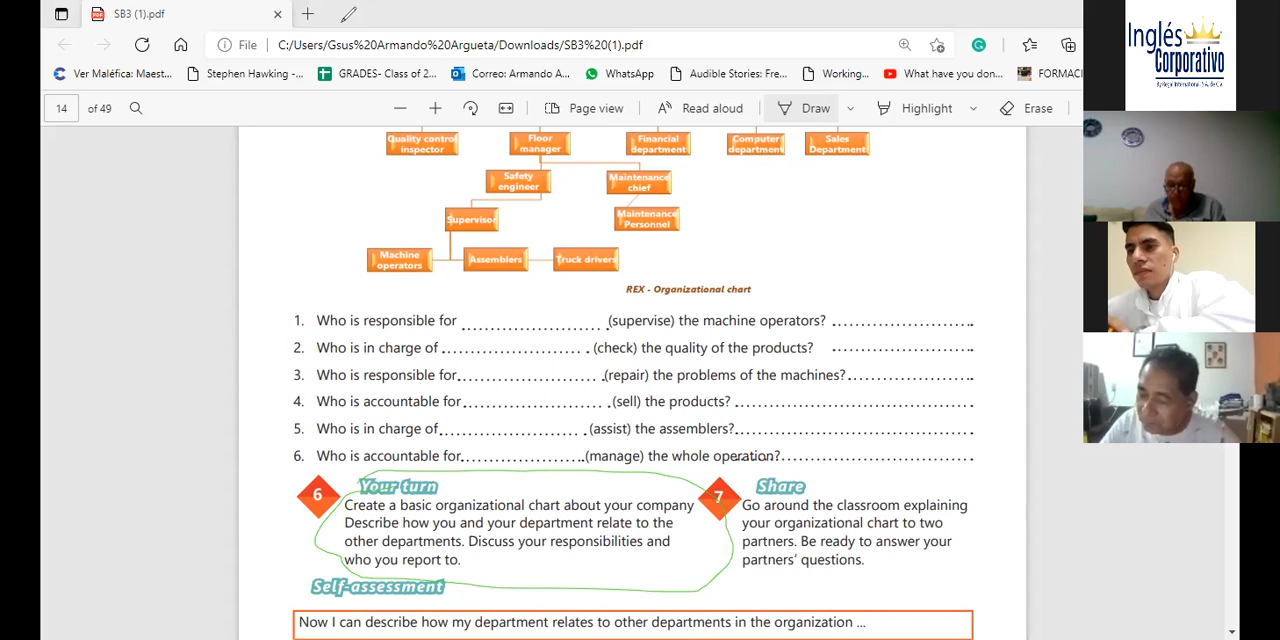 SB3 (1).pdf
File
C:/Users/Gsus%20Armando%20Argueta/Downloads/SB3%20(1).pdf
Ver Maléfica: Maest...
Stephen Hawking -...
GRADES- Class of 2...
Correo: Armando A...
WhatsApp
Audible Stories: Fre...
Working...
What have you don...
FORMACI
14 of 49
Page view
Read aloud
Draw
Highlight
Erase
Inglés
Corporativo
By Regal International S.A. de C.V.
Quality control inspector
Floor manager
Financial department
Computer department
Sales Department
Safety engineer
Maintenance chief
Supervisor
Maintenance Personnel
Machine operators
Assemblers
Truck drivers
REX - Organizational chart
1. Who is responsible for ........................ (supervise) the machine operators? ........................
2. Who is in charge of ........................ (check) the quality of the products? ........................
3. Who is responsible for ........................ (repair) the problems of the machines? ........................
4. Who is accountable for ........................ (sell) the products? ........................
5. Who is in charge of ........................ (assist) the assemblers? ........................
6. Who is accountable for ........................ (manage) the whole operation? ........................
6 Your turn
Create a basic organizational chart about your company
Describe how you and your department relate to the
other departments. Discuss your responsibilities and
who you report to.
7 Share
Go around the classroom explaining
your organizational chart to two
partners. Be ready to answer your
partners' questions.
Self-assessment
Now I can describe how my department relates to other departments in the organization ...